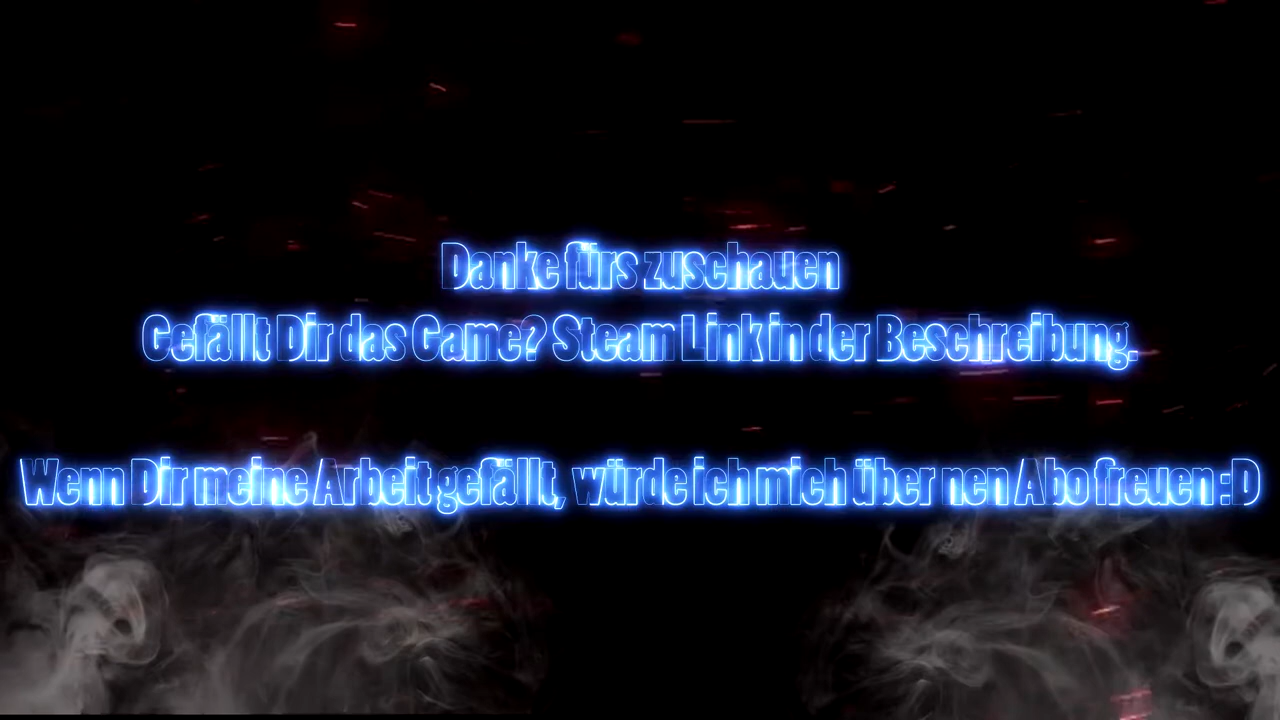 Danke fürs zuschauen
Gefällt Dir das Game? Steam Link in der Beschreibung.
Wenn Dir meine Arbeit gefällt, würde ich mich über nen Abo freuen :D